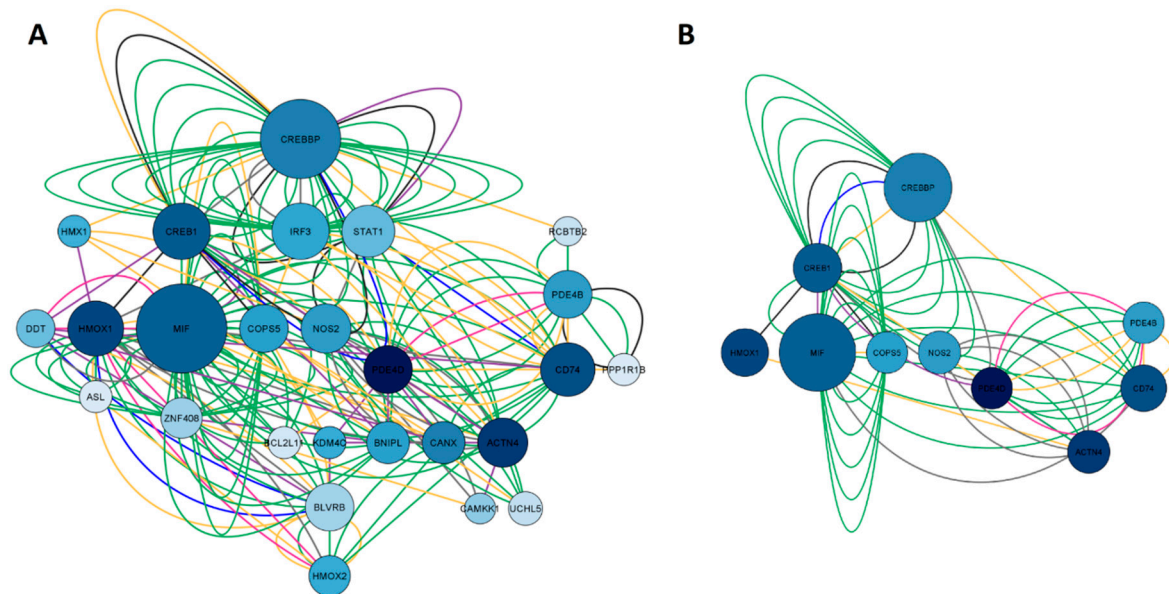 A
B
CREBBP
HMX1
CREB1
IRF3
STAT1
RCBTB2
PDE4B
DDT
HMOX1
MIF
COPS5
NOS2
PDE4D
CD74
PPP1R1B
ASL
ZNF408
BCL2L11
KDM4C
BNIPL
CANX
ACTN4
BLVRB
CAMKK1
UCHL5
HMOX2
CREBBP
CREB1
HMOX1
MIF
COPS5
NOS2
PDE4D
PDE4B
CD74
ACTN4